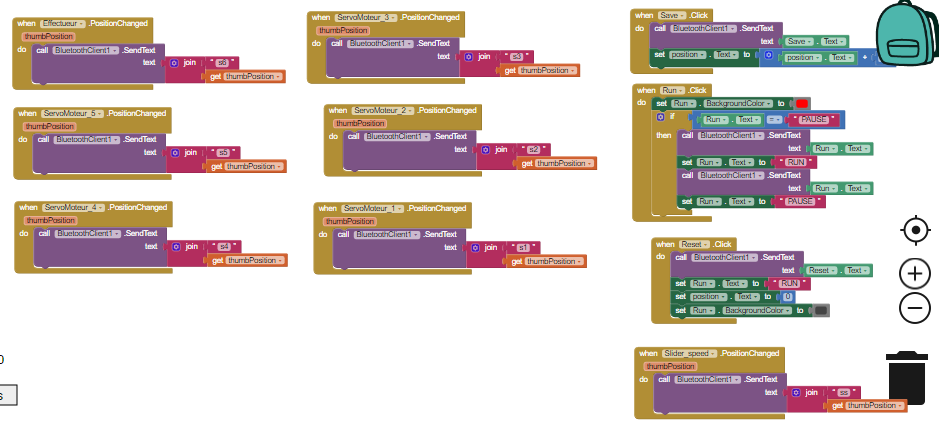 when Effectueur .PositionChanged
thumbPosition
do call BluetoothClient1 .SendText
text join " s6 "
get thumbPosition
when ServoMoteur_5 .PositionChanged
thumbPosition
do call BluetoothClient1 .SendText
text join " s5 "
get thumbPosition
when ServoMoteur_4 .PositionChanged
thumbPosition
do call BluetoothClient1 .SendText
text join " s4 "
get thumbPosition
when ServoMoteur_3 .PositionChanged
thumbPosition
do call BluetoothClient1 .SendText
text join " s3 "
get thumbPosition
when ServoMoteur_2 .PositionChanged
thumbPosition
do call BluetoothClient1 .SendText
text join " s2 "
get thumbPosition
when ServoMoteur_1 .PositionChanged
thumbPosition
do call BluetoothClient1 .SendText
text join " s1 "
get thumbPosition
when Save .Click
do call BluetoothClient1 .SendText
text Save . Text
set position . Text to position . Text +
when Run .Click
do set Run . BackgroundColor to
if Run . Text = " PAUSE "
then call BluetoothClient1 .SendText
text Run . Text
set Run . Text to " RUN "
call BluetoothClient1 .SendText
text Run . Text
set Run . Text to " PAUSE "
when Reset .Click
do call BluetoothClient1 .SendText
text Reset . Text
set Run . Text to " RUN "
set position . Text to 0
set Run . BackgroundColor to
when Slider_speed .PositionChanged
thumbPosition
do call BluetoothClient1 .SendText
text join " ss "
get thumbPosition
0
s